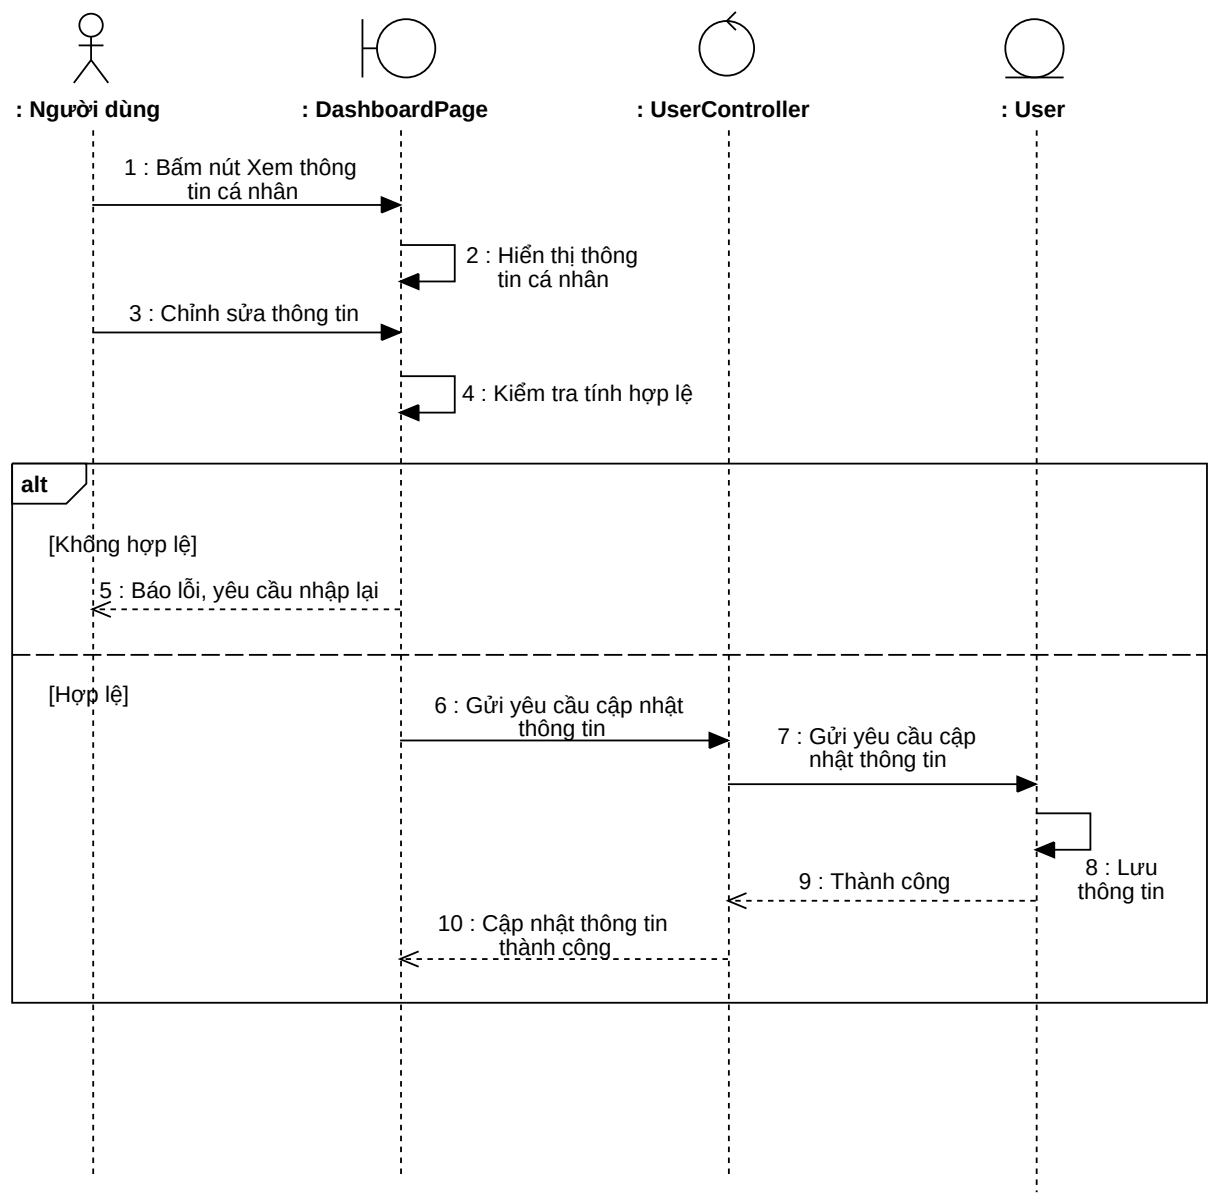 : Người dùng
: DashboardPage
: UserController
: User
1 : Bấm nút Xem thông
tin cá nhân
2 : Hiển thị thông
tin cá nhân
3 : Chỉnh sửa thông tin
4 : Kiểm tra tính hợp lệ
alt
[Không hợp lệ]
5 : Báo lỗi, yêu cầu nhập lại
[Hợp lệ]
6 : Gửi yêu cầu cập nhật
thông tin
7 : Gửi yêu cầu cập
nhật thông tin
8 : Lưu
thông tin
9 : Thành công
10 : Cập nhật thông tin
thành công